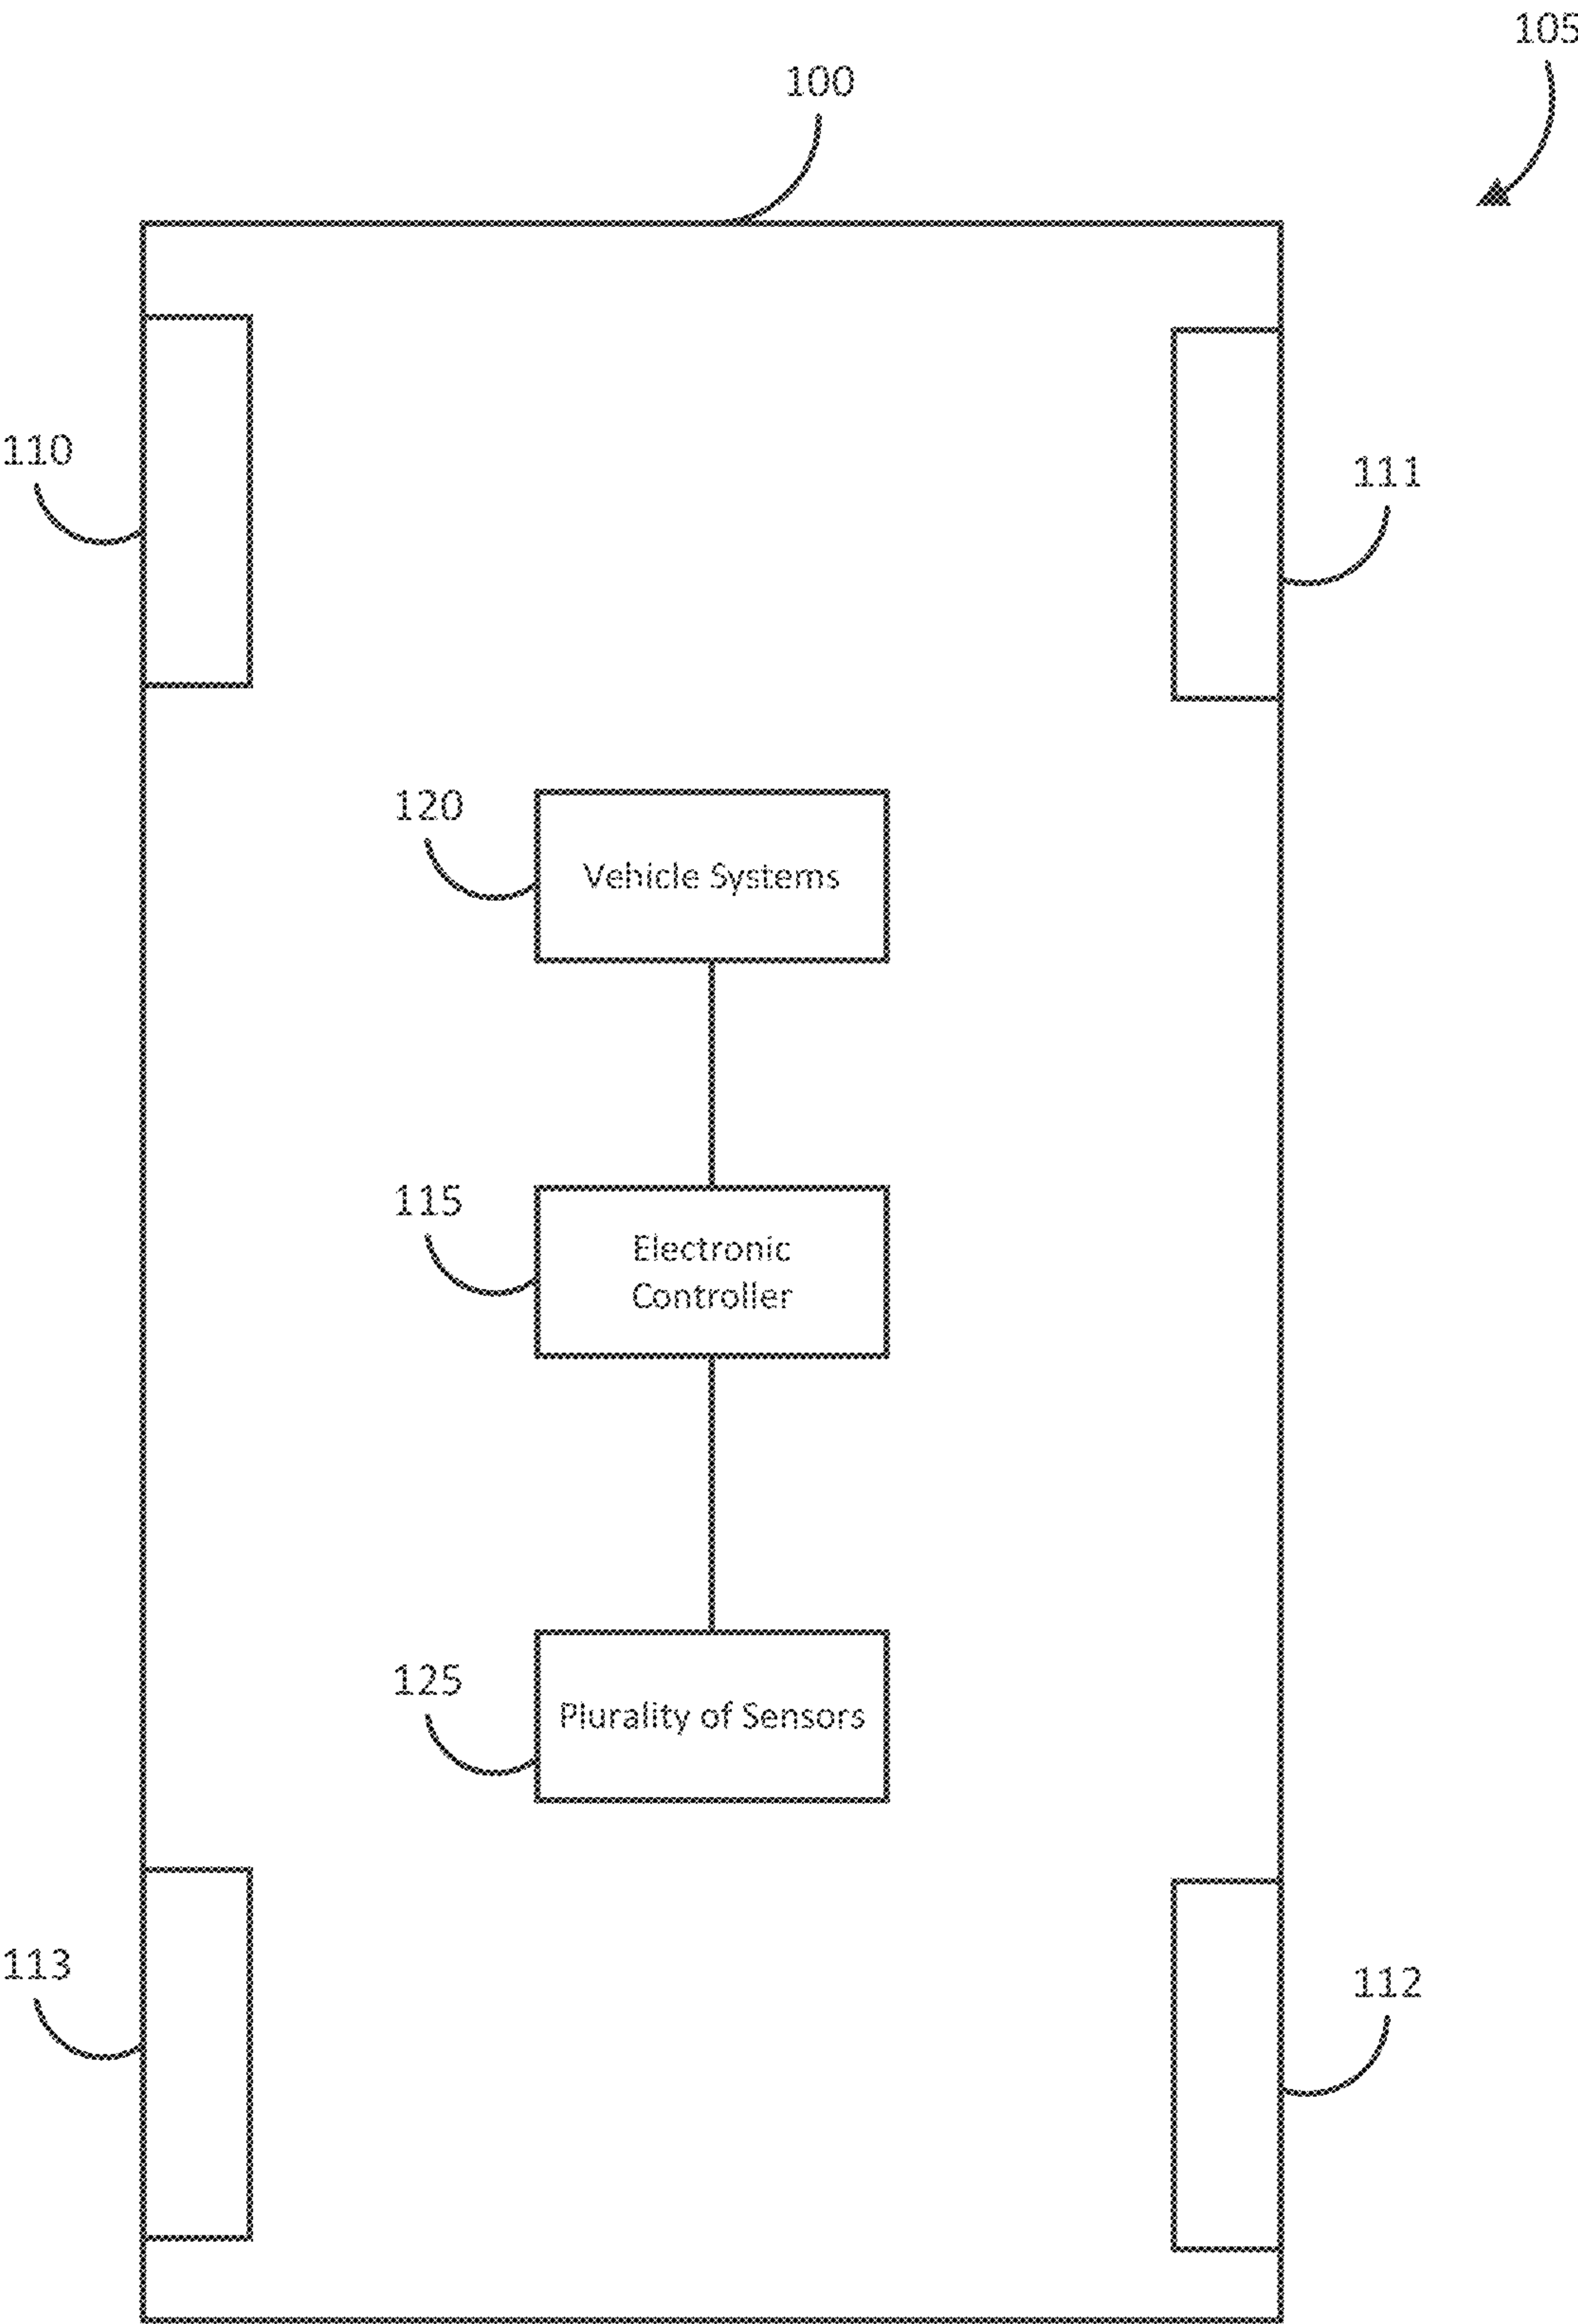 105
100
110
111
120
Vehicle Systems
115
Electronic
Controller
125
Plurality of Sensors
113
112